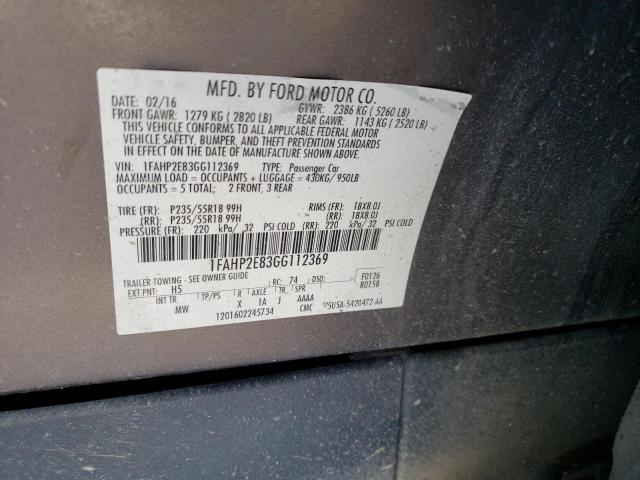 MFD. BY FORD MOTOR CO.
DATE: 02/16 GVWR: 2386 KG ( 5260 LB)
FRONT GAWR: 1279 KG ( 2820 LB) REAR GAWR: 1143 KG ( 2520 LB)
THIS VEHICLE CONFORMS TO ALL APPLICABLE FEDERAL MOTOR
VEHICLE SAFETY, BUMPER, AND THEFT PREVENTION STANDARDS
IN EFFECT ON THE DATE OF MANUFACTURE SHOWN ABOVE.
VIN: 1FAHP2E83GG112369 TYPE: Passenger Car
MAXIMUM LOAD = OCCUPANTS + LUGGAGE = 430KG/ 950LB
OCCUPANTS = 5 TOTAL; 2 FRONT, 3 REAR
TIRE (FR): P235/55R18 99H RIMS (FR): 18X8.0J
(RR): P235/55R18 99H (RR): 18X8.0J
PRESSURE (FR): 220 kPa/ 32 PSI COLD (RR): 220 kPa/ 32 PSI COLD
1FAHP2E83GG112369
TRAILER TOWING - SEE OWNER GUIDE
EXT PNT: H5 RC: 74 DSO: F0126
R0158
INT TR TP/PS R AXLE TR SPR
MW X 1A J AAAA
1201602245734 CMC 5U5A-5420472-AA